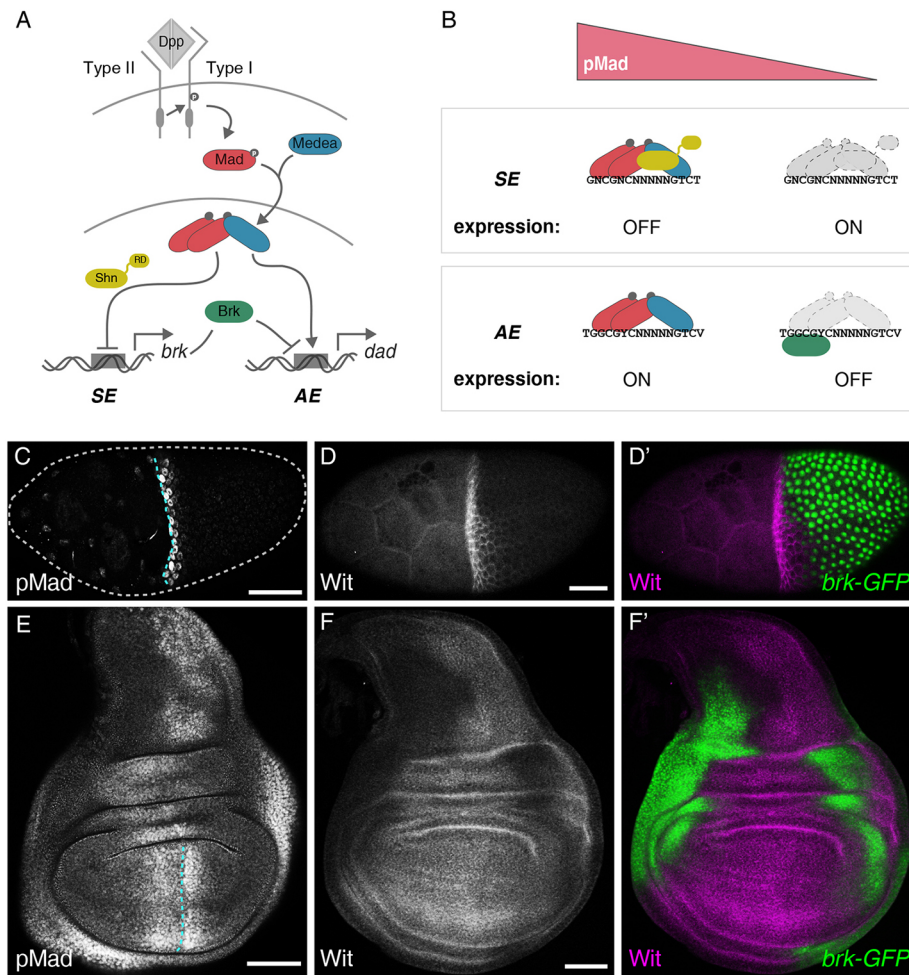 A
Dpp
Type II
Type I
P
Mad
P
Medea
Shn
RD
Brk
brk
dad
SE
AE
B
pMad
SE
GNCGNCNNNNNGTCT
GNCGNCNNNNNGTCT
expression:
OFF
ON
AE
TGGCGYCNNNNNGTCV
TGGCGYCNNNNNGTCV
expression:
ON
OFF
C
pMad
D
Wit
D'
Wit
brk-GFP
E
pMad
F
Wit
F'
Wit
brk-GFP